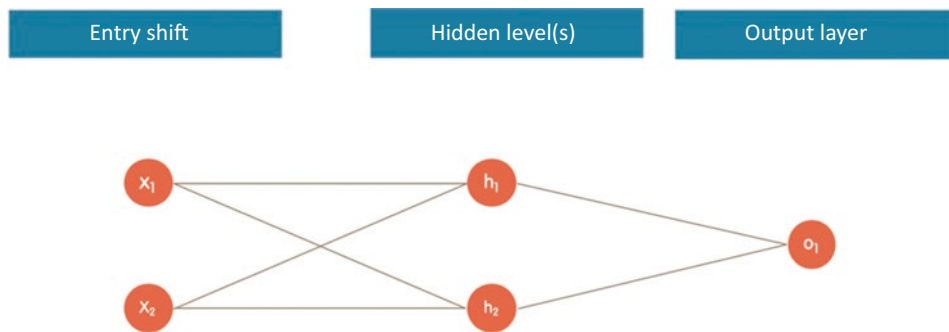 Entry shift
Hidden level(s)
Output layer
x₁
h₁
o₁
x₂
h₂